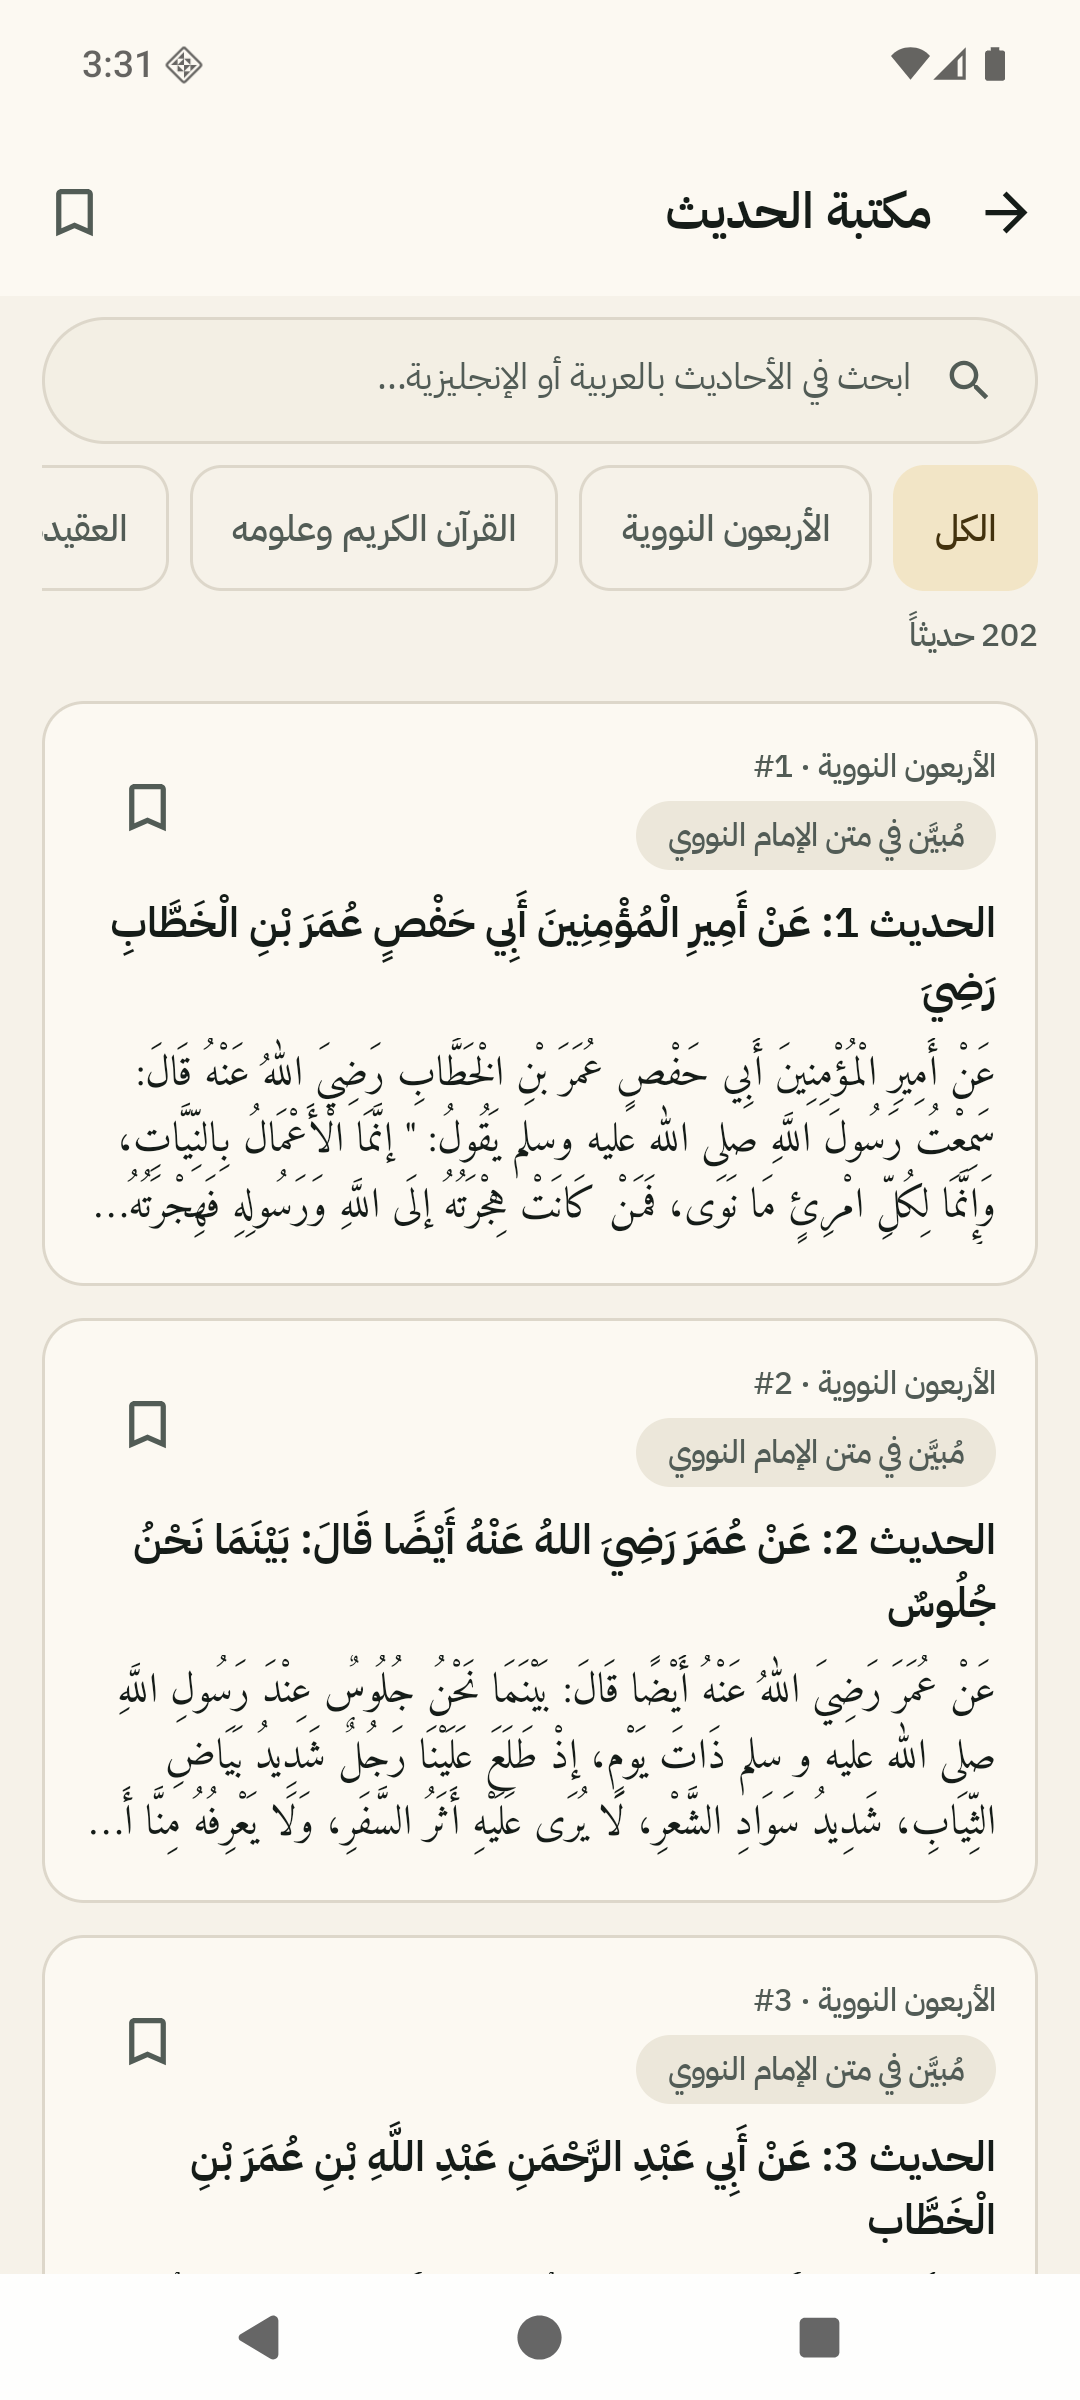 3:31
مكتبة الحديث
ابحث في الأحاديث بالعربية أو الإنجليزية...
الكل
الأربعون النووية
القرآن الكريم وعلومه
العقيد
202 حديثاً
الأربعون النووية · #1
مُبيَّن في متن الإمام النووي
الحديث 1: عَنْ أَمِيرِ الْمُؤْمِنِينَ أَبِي حَفْصٍ عُمَرَ بْنِ الْخَطَّابِ
رَضِيَ
عَنْ أَمِيرِ الْمُؤْمِنِينَ أَبِي حَفْصٍ عُمَرَ بْنِ الْخَطَّابِ رَضِيَ اللهُ عَنْهُ قَالَ:
سَمِعْتُ رَسُولَ اللَّهِ صلى الله عليه وسلم يَقُولُ: " إنَّمَا الْأَعْمَالُ بِالنِّيَّاتِ،
وَإِنَّمَا لِكُلِّ امْرِئٍ مَا نَوَى، فَمَنْ كَانَتْ هِجْرَتُهُ إلَى اللَّهِ وَرَسُولِهِ فَهِجْرَتُهُ...
الأربعون النووية · #2
مُبيَّن في متن الإمام النووي
الحديث 2: عَنْ عُمَرَ رَضِيَ اللهُ عَنْهُ أَيْضًا قَالَ: بَيْنَمَا نَحْنُ
جُلُوسٌ
عَنْ عُمَرَ رَضِيَ اللهُ عَنْهُ أَيْضًا قَالَ: بَيْنَمَا نَحْنُ جُلُوسٌ عِنْدَ رَسُولِ اللَّهِ
صلى الله عليه و سلم ذَاتَ يَوْمٍ، إذْ طَلَعَ عَلَيْنَا رَجُلٌ شَدِيدُ بَيَاضِ
الثِّيَابِ، شَدِيدُ سَوَادِ الشَّعْرِ، لَا يُرَى عَلَيْهِ أَثَرُ السَّفَرِ، وَلَا يَعْرِفُهُ مِنَّا أَ...
الأربعون النووية · #3
مُبيَّن في متن الإمام النووي
الحديث 3: عَنْ أَبِي عَبْدِ الرَّحْمَنِ عَبْدِ اللَّهِ بْنِ عُمَرَ بْنِ
الْخَطَّاب